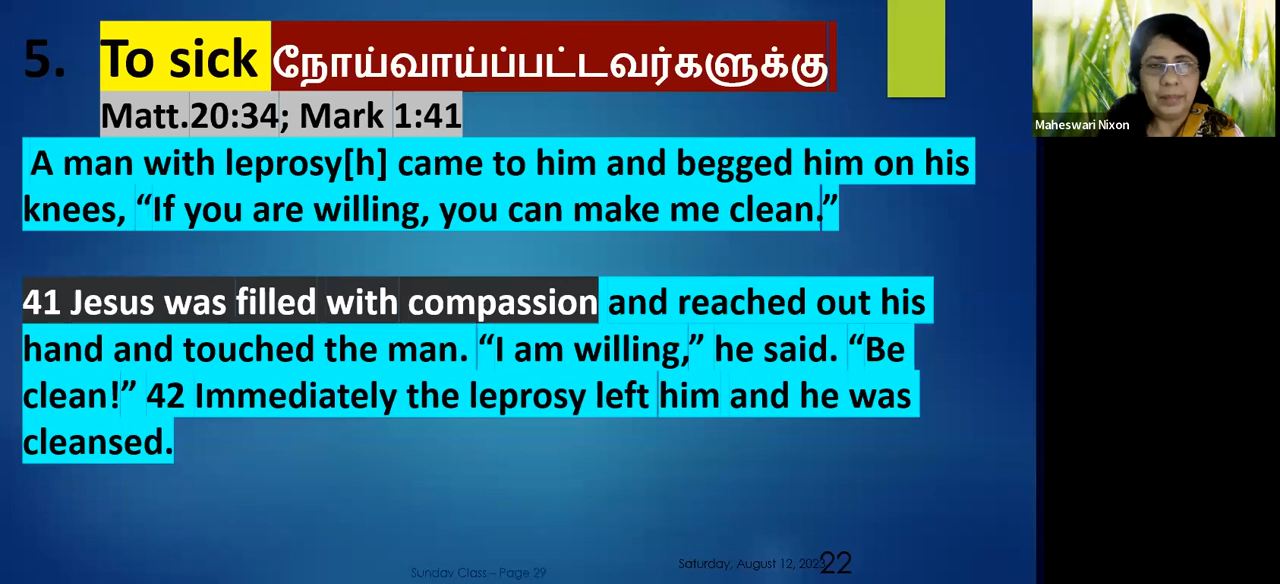 5. To sick நோய்வாய்ப்பட்டவர்களுக்கு
Matt.20:34; Mark 1:41
A man with leprosy[h] came to him and begged him on his
knees, “If you are willing, you can make me clean.”
41 Jesus was filled with compassion and reached out his
hand and touched the man. “I am willing,” he said. “Be
clean!” 42 Immediately the leprosy left him and he was
cleansed.
Sunday Class – Page 29
Saturday, August 12, 2023
22
Maheswari Nixon